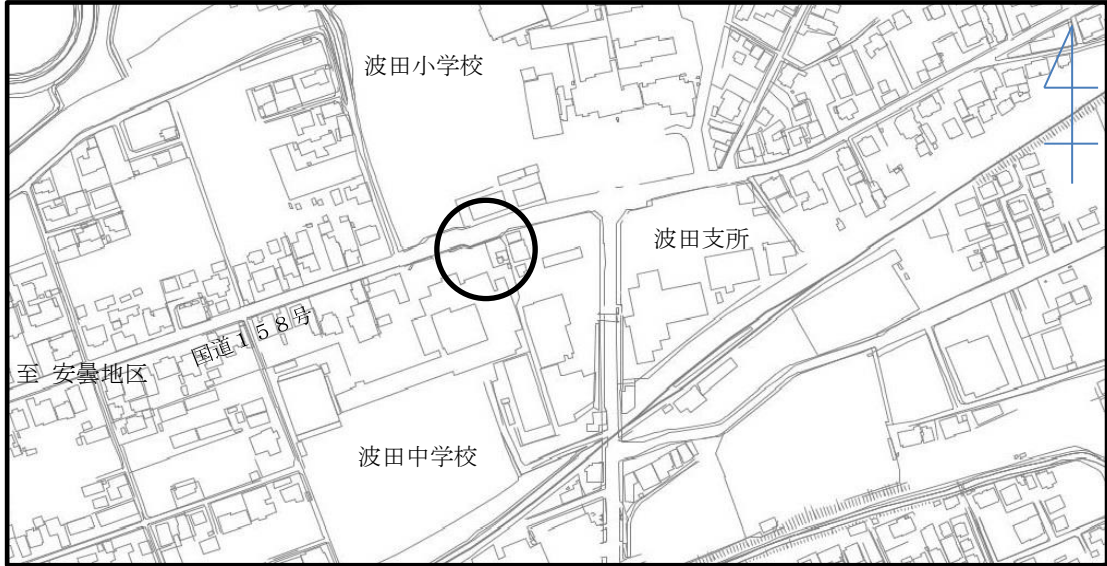 波田小学校
波田支所
国道１５８号
至 安曇地区
波田中学校